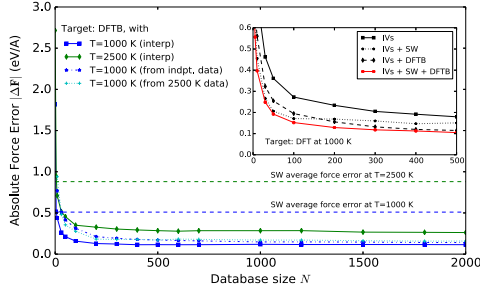 Target: DFTB, with
T=1000 K (interp)
T=2500 K (interp)
T=1000 K (from indpt, data)
T=1000 K (from 2500 K data)
IVs
IVs + SW
IVs + DFTB
IVs + SW + DFTB
Target: DFT at 1000 K
0.6
0.5
0.4
0.3
0.2
0.1
0.0
0
100
200
300
400
500
SW average force error at T=2500 K
SW average force error at T=1000 K
Absolute Force Error |ΔF| (eV/A)
3.0
2.5
2.0
1.5
1.0
0.5
0.0
0
500
1000
1500
2000
Database size N